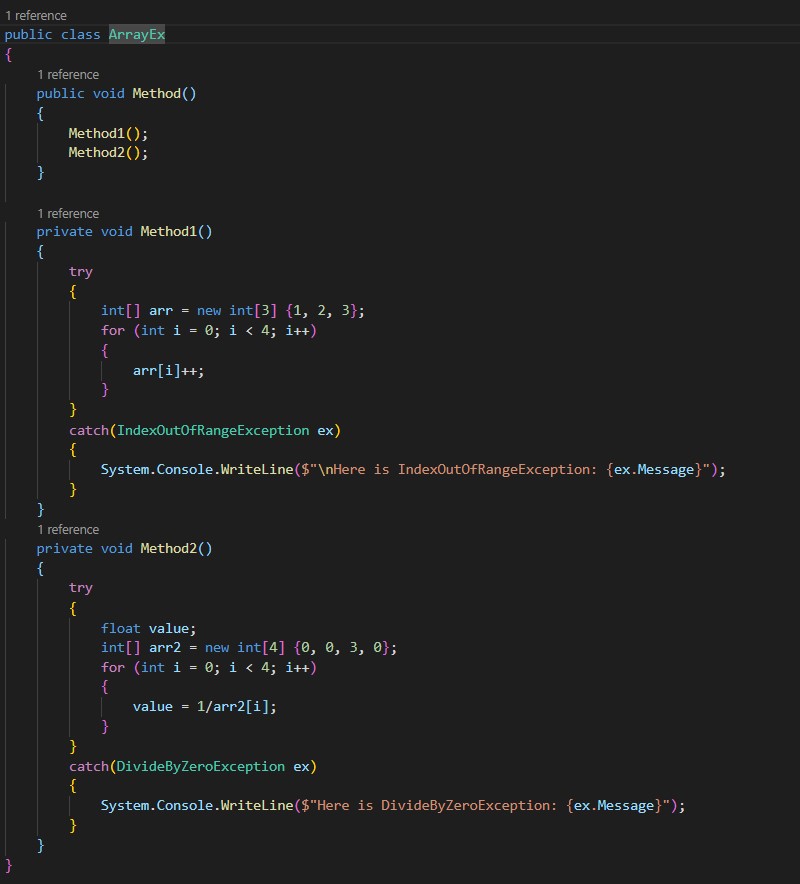 1 reference
public class ArrayEx
{
1 reference
public void Method()
{
Method1();
Method2();
}
1 reference
private void Method1()
{
try
{
int[] arr = new int[3] {1, 2, 3};
for (int i = 0; i < 4; i++)
{
arr[i]++;
}
}
catch(IndexOutOfRangeException ex)
{
System.Console.WriteLine($"\nHere is IndexOutOfRangeException: {ex.Message}");
}
}
1 reference
private void Method2()
{
try
{
float value;
int[] arr2 = new int[4] {0, 0, 3, 0};
for (int i = 0; i < 4; i++)
{
value = 1/arr2[i];
}
}
catch(DivideByZeroException ex)
{
System.Console.WriteLine($"Here is DivideByZeroException: {ex.Message}");
}
}
}